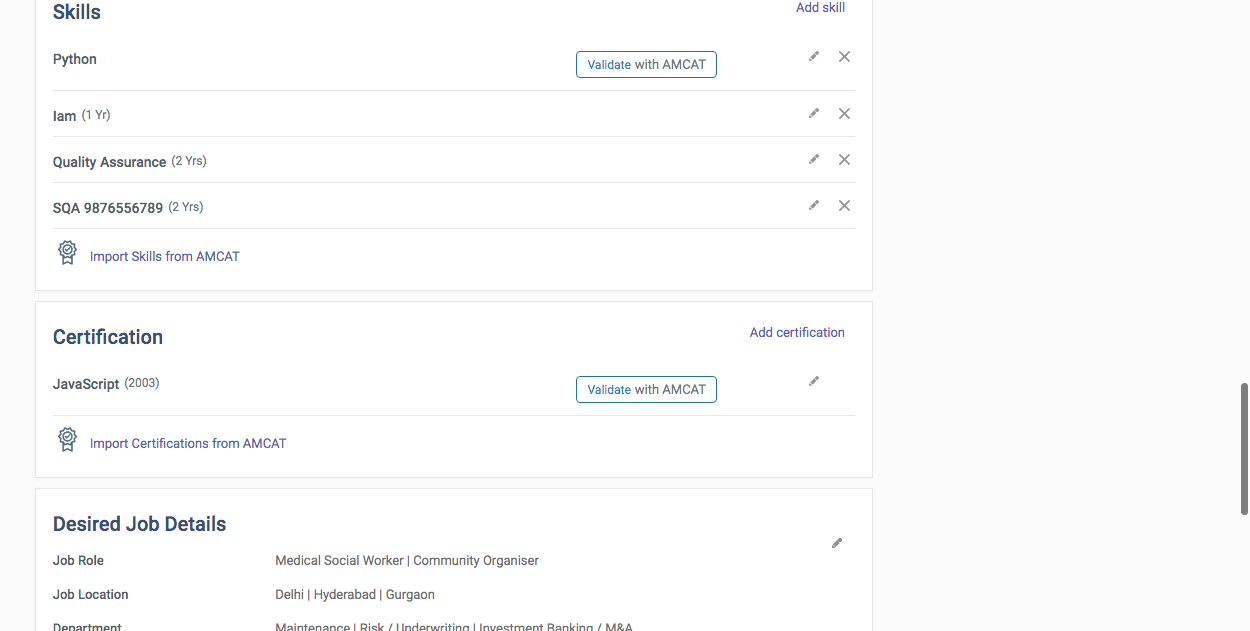 Skills
Add skill
Python
Validate with AMCAT
Iam (1 Yr)
Quality Assurance (2 Yrs)
SQA 9876556789 (2 Yrs)
Import Skills from AMCAT
Certification
Add certification
JavaScript (2003)
Validate with AMCAT
Import Certifications from AMCAT
Desired Job Details
Job Role Medical Social Worker | Community Organiser
Job Location Delhi | Hyderabad | Gurgaon
Department Maintenance | Risk / Underwriting | Investment Banking / M&A